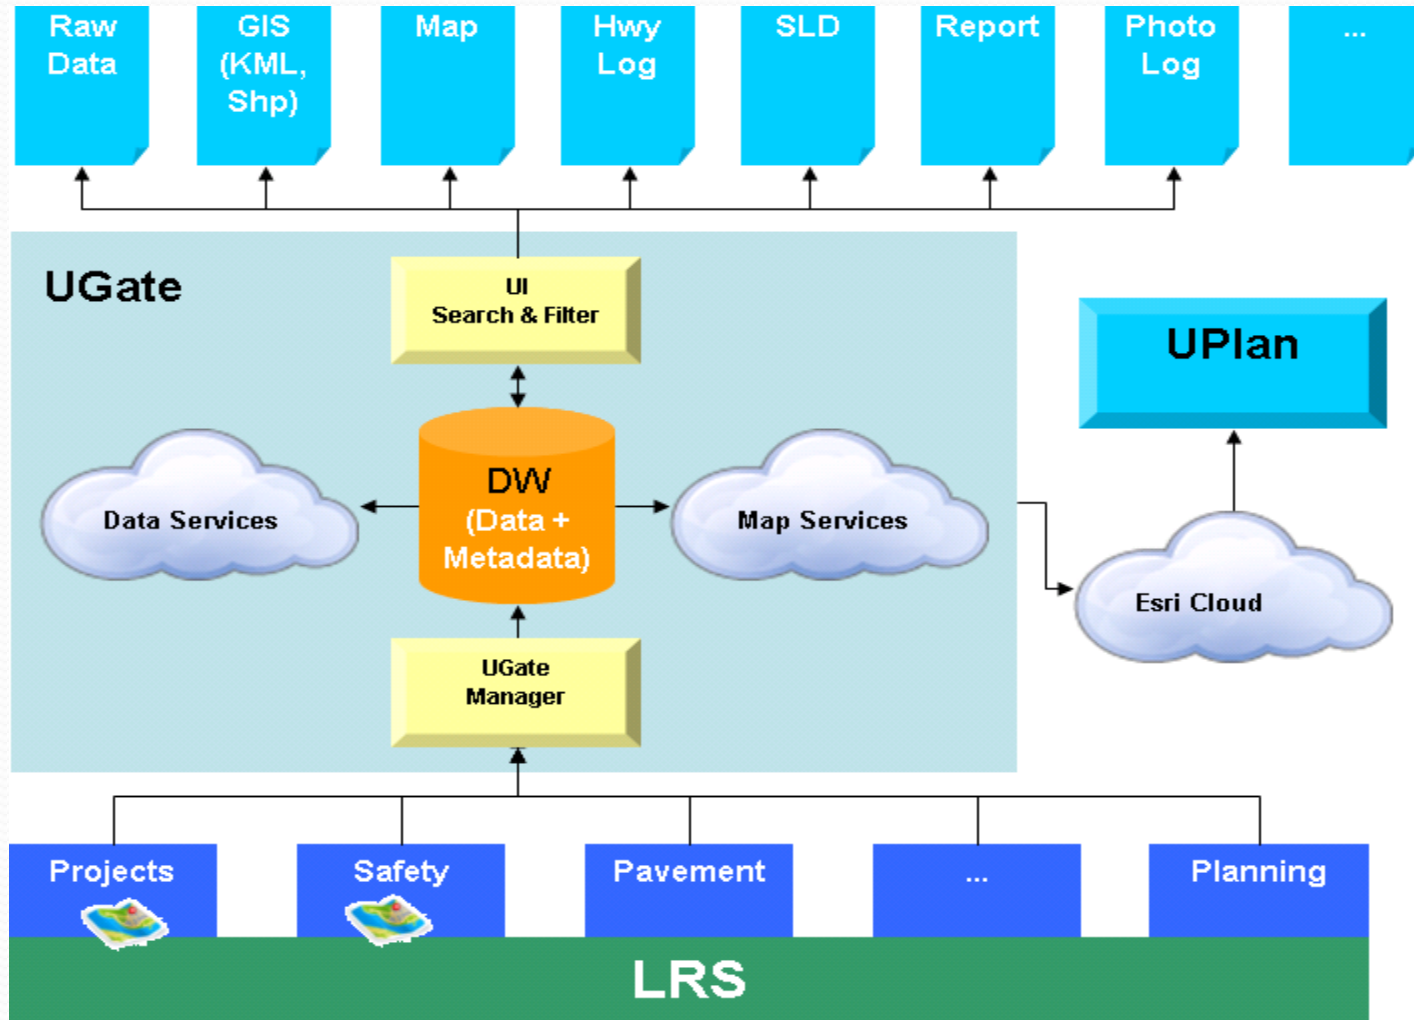 Raw
Data
GIS
(KML,
Shp)
Map
Hwy
Log
SLD
Report
Photo
Log
...
UGate
UI
Search & Filter
UPlan
DW
(Data +
Metadata)
Data Services
Map Services
Esri Cloud
UGate
Manager
Projects
Safety
Pavement
...
Planning
LRS